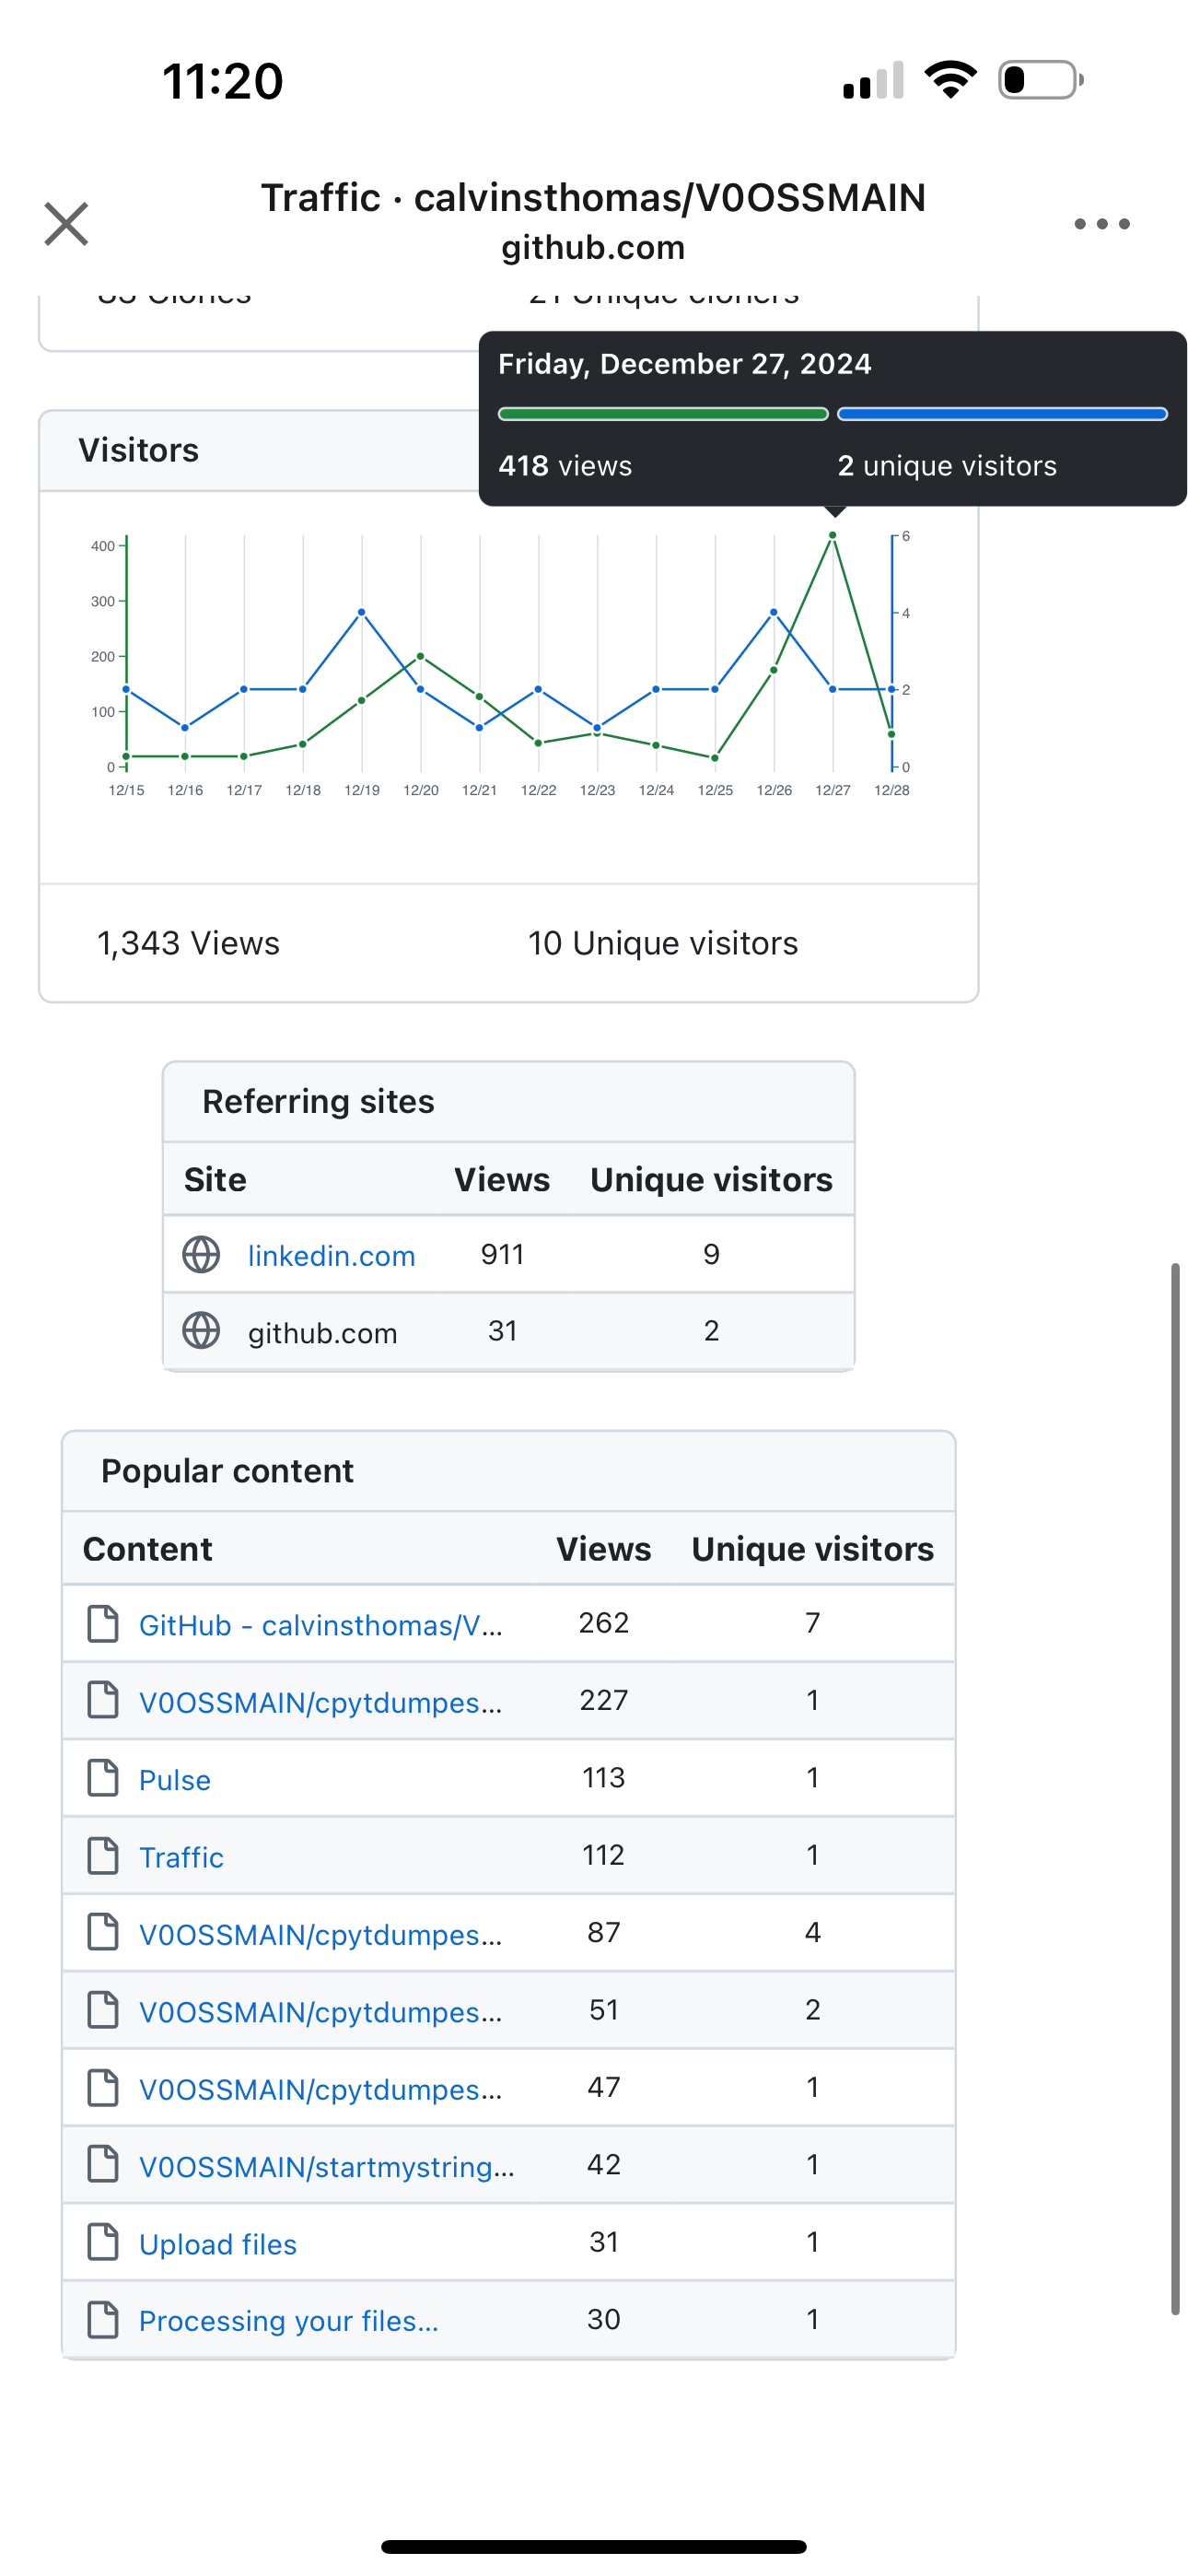 11:20
Traffic · calvinsthomas/V0OSSMAIN
github.com
Clones 21 Unique cloners
Friday, December 27, 2024
418 views 2 unique visitors
Visitors
400
300
200
100
0
6
4
2
0
12/15 12/16 12/17 12/18 12/19 12/20 12/21 12/22 12/23 12/24 12/25 12/26 12/27 12/28
1,343 Views 10 Unique visitors
Referring sites
Site Views Unique visitors
linkedin.com 911 9
github.com 31 2
Popular content
Content Views Unique visitors
GitHub - calvinsthomas/V... 262 7
V0OSSMAIN/cpytdumpes... 227 1
Pulse 113 1
Traffic 112 1
V0OSSMAIN/cpytdumpes... 87 4
V0OSSMAIN/cpytdumpes... 51 2
V0OSSMAIN/cpytdumpes... 47 1
V0OSSMAIN/startmystring... 42 1
Upload files 31 1
Processing your files... 30 1